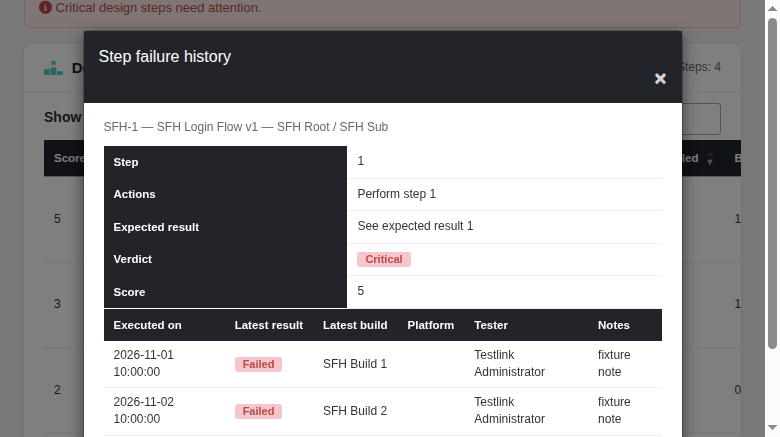 Critical design steps need attention.
Step failure history
×
Steps: 4
Show
SFH-1 — SFH Login Flow v1 — SFH Root / SFH Sub
Score
Step 1
Actions Perform step 1
Expected result See expected result 1
Verdict Critical
Score 5
Executed on Latest result Latest build Platform Tester Notes
2026-11-01 10:00:00 Failed SFH Build 1 Testlink Administrator fixture note
2026-11-02 10:00:00 Failed SFH Build 2 Testlink Administrator fixture note
5
3
2
1
1
0